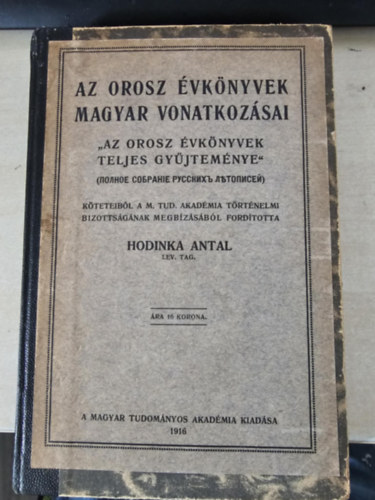 AZ OROSZ ÉVKÖNYVEK
MAGYAR VONATKOZÁSAI
„AZ OROSZ ÉVKÖNYVEK
TELJES GYŰJTEMÉNYE“
(ПОЛНОЕ СОБРАНІЕ РУССКИХЪ ЛѢТОПИСЕЙ)
KÖTETEIBŐL A M. TUD. AKADÉMIA TÖRTÉNELMI
BIZOTTSÁGÁNAK MEGBÍZÁSÁBÓL FORDÍTOTTA
HODINKA ANTAL
LEV. TAG.
ÁRA KORONA.
A MAGYAR TUDOMÁNYOS AKADÉMIA KIADÁSA
1916